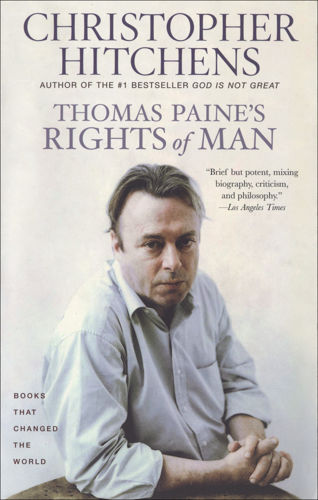 CHRISTOPHER
HITCHENS
AUTHOR OF THE #1 BESTSELLER GOD IS NOT GREAT
THOMAS PAINE'S
RIGHTS of MAN
“Brief but potent, mixing
biography, criticism,
and philosophy.”
—Los Angeles Times
BOOKS
THAT
CHANGED
THE
WORLD